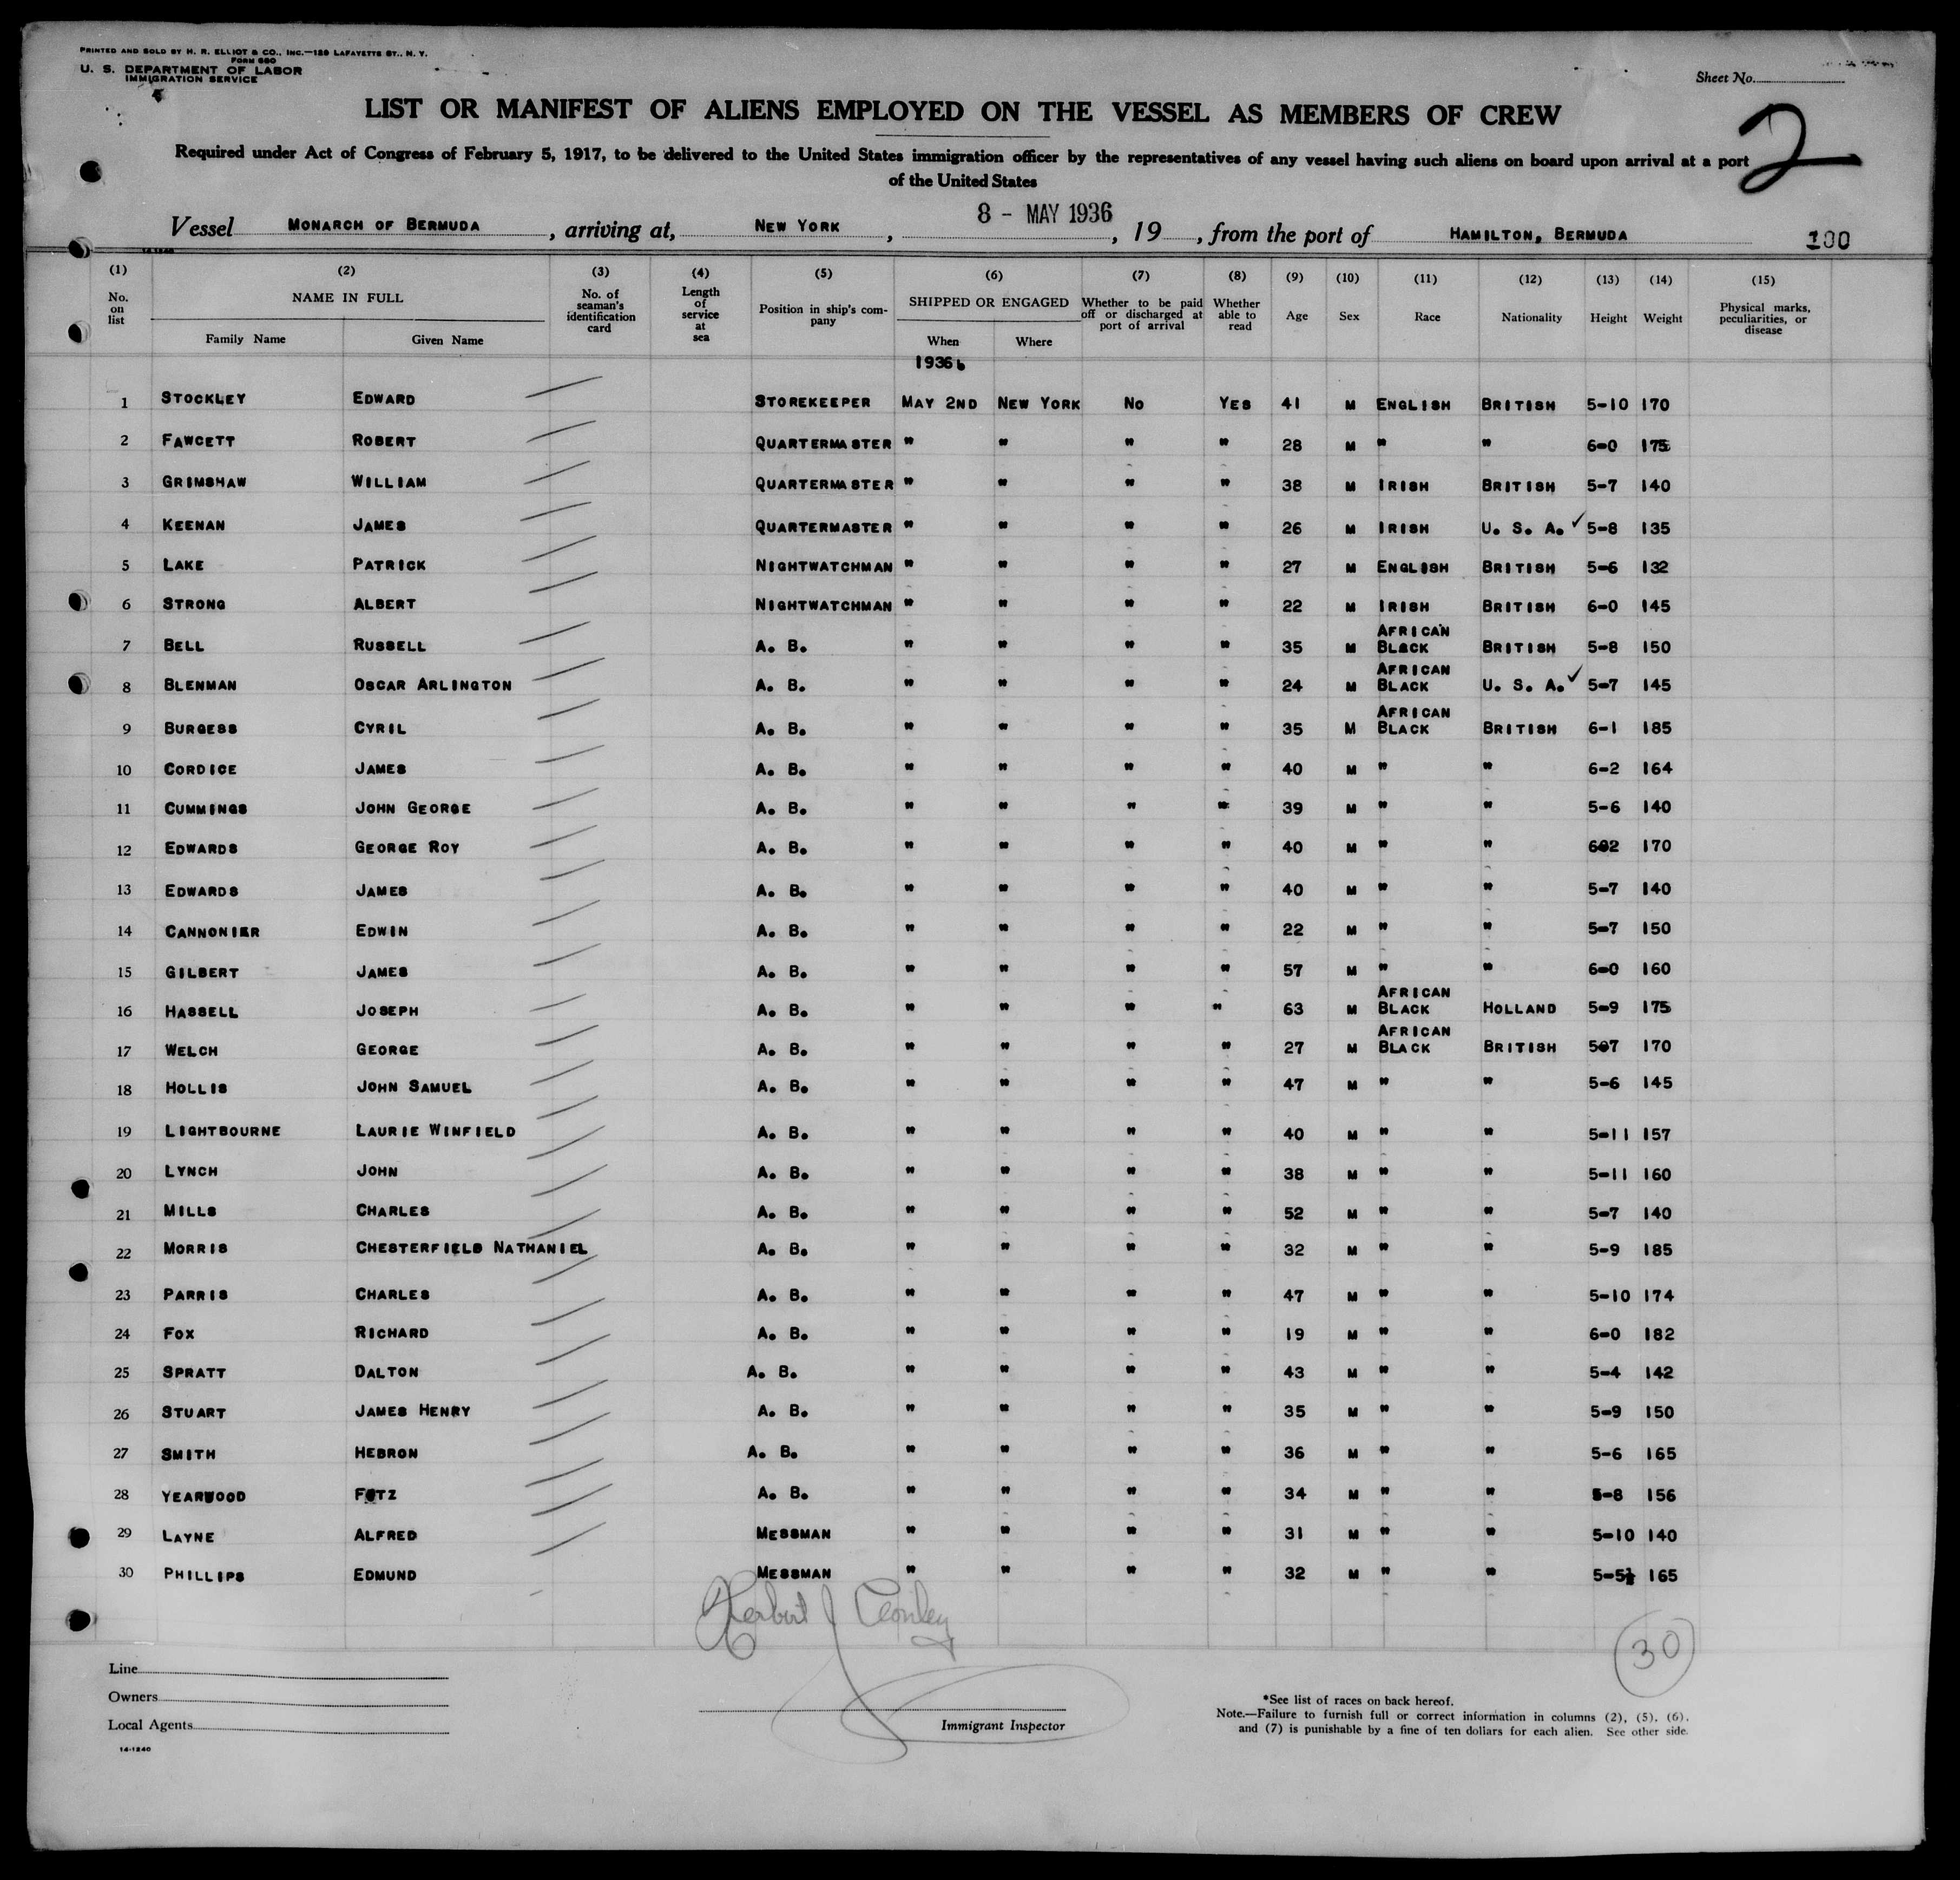 PRINTED AND SOLD BY H. R. ELLIOT & CO., INC.—129 LAFAYETTE ST., N. Y.
FORM 680
U. S. DEPARTMENT OF LABOR
IMMIGRATION SERVICE
Sheet No.
LIST OR MANIFEST OF ALIENS EMPLOYED ON THE VESSEL AS MEMBERS OF CREW
2
Required under Act of Congress of February 5, 1917, to be delivered to the United States immigration officer by the representatives of any vessel having such aliens on board upon arrival at a port
of the United States
8 - MAY 1936
Vessel MONARCH OF BERMUDA , arriving at, NEW YORK , , 19 , from the port of HAMILTON, BERMUDA 100
14-1240
(1) (2) (3) (4) (5) (6) (7) (8) (9) (10) (11) (12) (13) (14) (15)
No. on list NAME IN FULL Family Name Given Name No. of seaman's identification card Length of service at sea Position in ship's company SHIPPED OR ENGAGED When Where Whether to be paid off or discharged at port of arrival Whether able to read Age Sex Race Nationality Height Weight Physical marks, peculiarities, or disease
1936
1 STOCKLEY EDWARD STOREKEEPER MAY 2ND NEW YORK NO YES 41 M ENGLISH BRITISH 5-10 170
2 FAWCETT ROBERT QUARTERMASTER " " " " 28 M " " 6-0 175
3 GRIMSHAW WILLIAM QUARTERMASTER " " " " 38 M IRISH BRITISH 5-7 140
4 KEENAN JAMES QUARTERMASTER " " " " 26 M IRISH U. S. A. ✓ 5-8 135
5 LAKE PATRICK NIGHTWATCHMAN " " " " 27 M ENGLISH BRITISH 5-6 132
6 STRONG ALBERT NIGHTWATCHMAN " " " " 22 M IRISH BRITISH 6-0 145
7 BELL RUSSELL A. B. " " " " 35 M AFRICAN BLACK BRITISH 5-8 150
8 BLENMAN OSCAR ARLINGTON A. B. " " " " 24 M AFRICAN BLACK U. S. A. ✓ 5-7 145
9 BURGESS CYRIL A. B. " " " " 35 M AFRICAN BLACK BRITISH 6-1 185
10 CORDICE JAMES A. B. " " " " 40 M " " 6-2 164
11 CUMMINGS JOHN GEORGE A. B. " " " " 39 M " " 5-6 140
12 EDWARDS GEORGE ROY A. B. " " " " 40 M " " 6-2 170
13 EDWARDS JAMES A. B. " " " " 40 M " " 5-7 140
14 CANNONIER EDWIN A. B. " " " " 22 M " " 5-7 150
15 GILBERT JAMES A. B. " " " " 57 M " " 6-0 160
16 HASSELL JOSEPH A. B. " " " " 63 M AFRICAN BLACK HOLLAND 5-9 175
17 WELCH GEORGE A. B. " " " " 27 M AFRICAN BLACK BRITISH 5-7 170
18 HOLLIS JOHN SAMUEL A. B. " " " " 47 M " " 5-6 145
19 LIGHTBOURNE LAURIE WINFIELD A. B. " " " " 40 M " " 5-11 157
20 LYNCH JOHN A. B. " " " " 38 M " " 5-11 160
21 MILLS CHARLES A. B. " " " " 52 M " " 5-7 140
22 MORRIS CHESTERFIELD NATHANIEL A. B. " " " " 32 M " " 5-9 185
23 PARRIS CHARLES A. B. " " " " 47 M " " 5-10 174
24 FOX RICHARD A. B. " " " " 19 M " " 6-0 182
25 SPRATT DALTON A. B. " " " " 43 M " " 5-4 142
26 STUART JAMES HENRY A. B. " " " " 35 M " " 5-9 150
27 SMITH HEBRON A. B. " " " " 36 M " " 5-6 165
28 YEARWOOD A. B. " " " " 34 M " " 5-8 156
29 LAYNE ALFRED MESSMAN " " " " 31 M " " 5-10 140
30 PHILLIPS EDMUND MESSMAN " " " " 32 M " " 5-5½ 165
Herbert J
30
Line
Owners
Local Agents
Immigrant Inspector
*See list of races on back hereof.
Note.—Failure to furnish full or correct information in columns (2), (5), (6),
and (7) is punishable by a fine of ten dollars for each alien. See other side.
14-1240